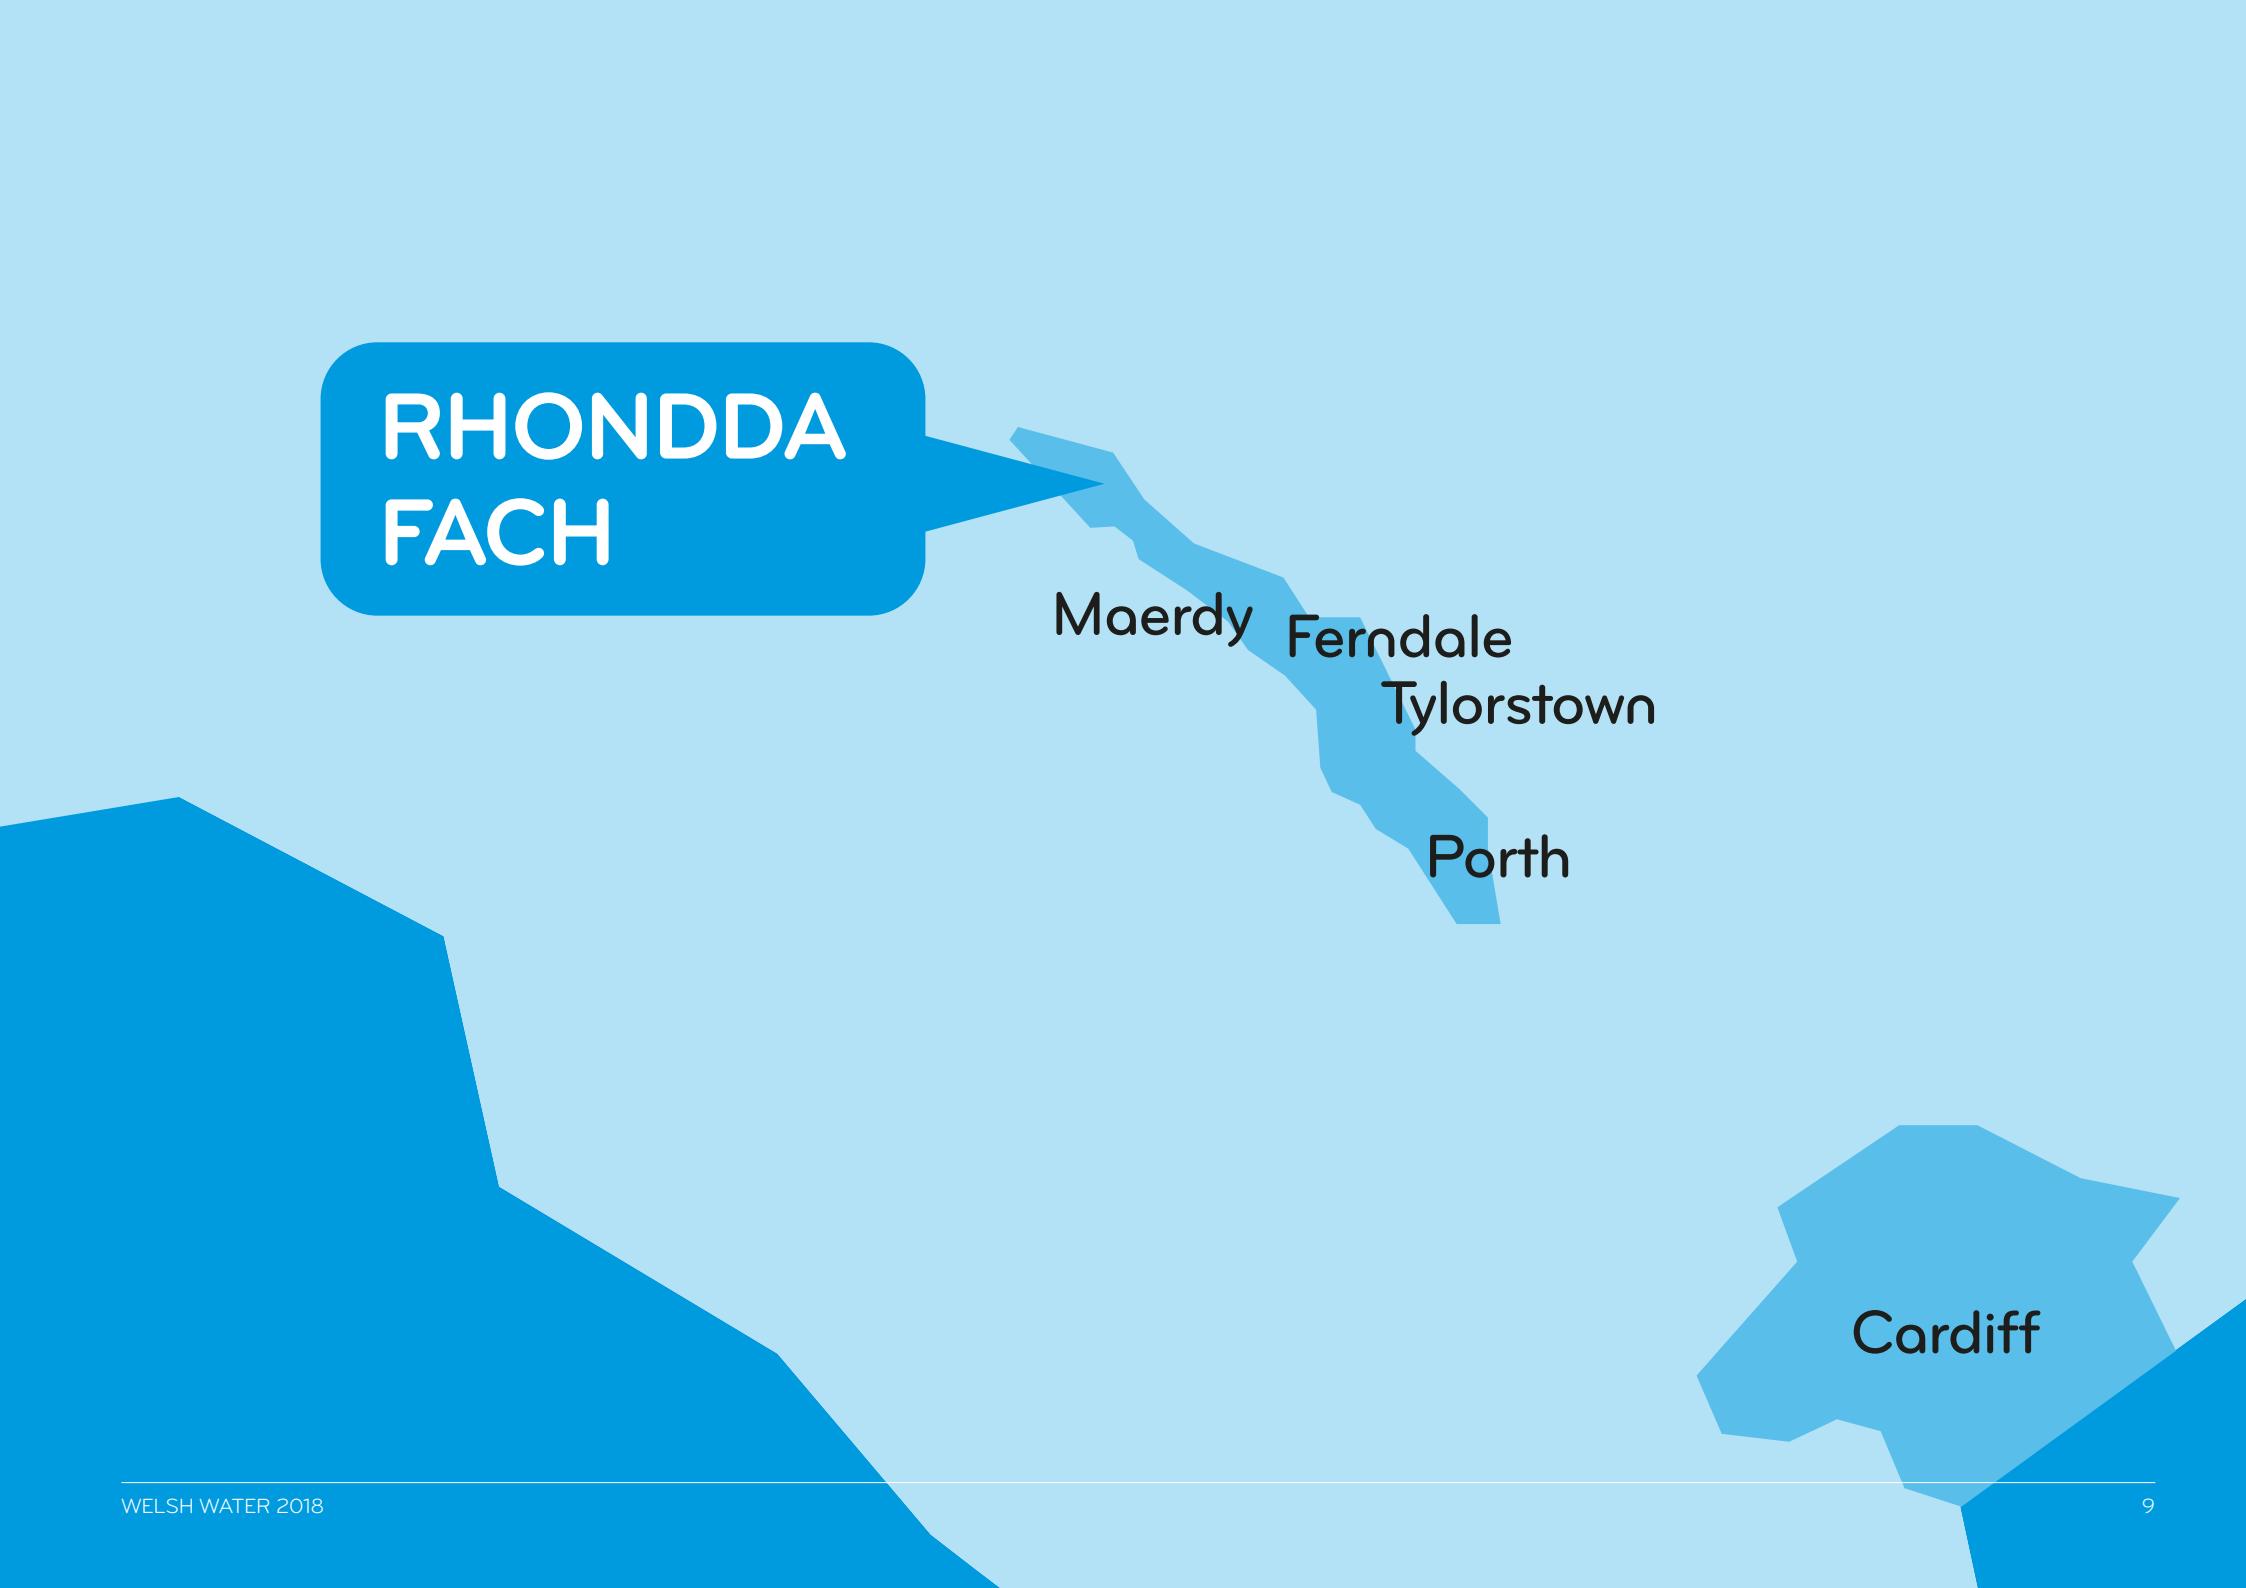 RHONDDA
FACH
Maerdy
Ferndale
Tylorstown
Porth
Cardiff
WELSH WATER 2018
9